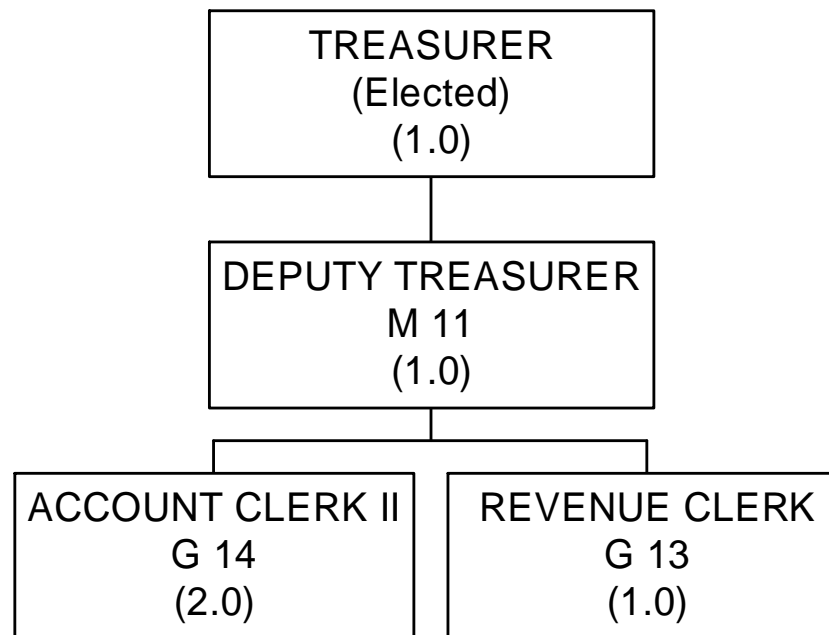 TREASURER
(Elected)
(1.0)
DEPUTY TREASURER
M 11
(1.0)
ACCOUNT CLERK II
G 14
(2.0)
REVENUE CLERK
G 13
(1.0)